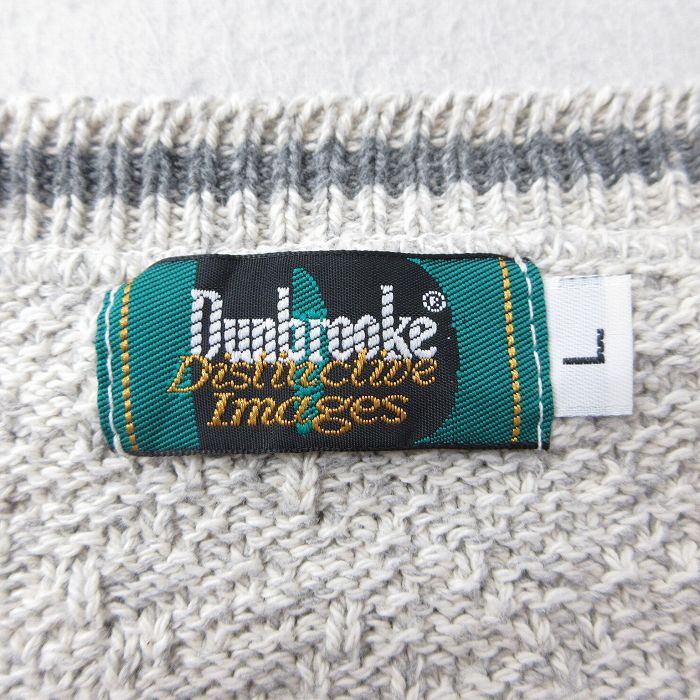 Dunbrooke®
Distinctive
Images
L